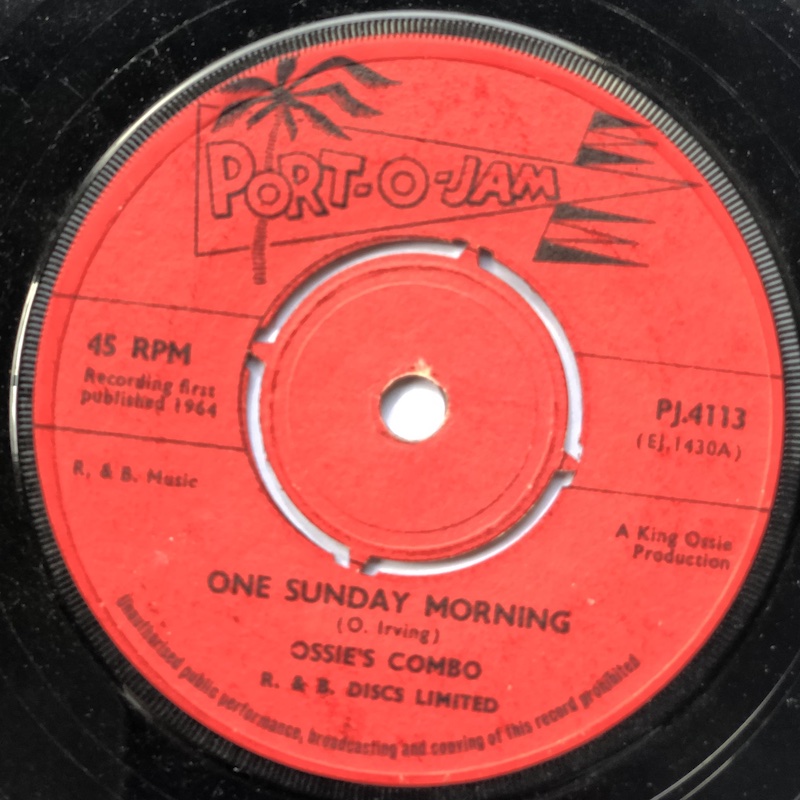 PORT-O-JAM
45 RPM
Recording first
published 1964
PJ.4113
(EJ.1430A)
R. & B. Music
A King Ossie
Production
ONE SUNDAY MORNING
(O. Irving)
OSSIE'S COMBO
R. & B. DISCS LIMITED
Unauthorised public performance, broadcasting and copying of this record prohibited